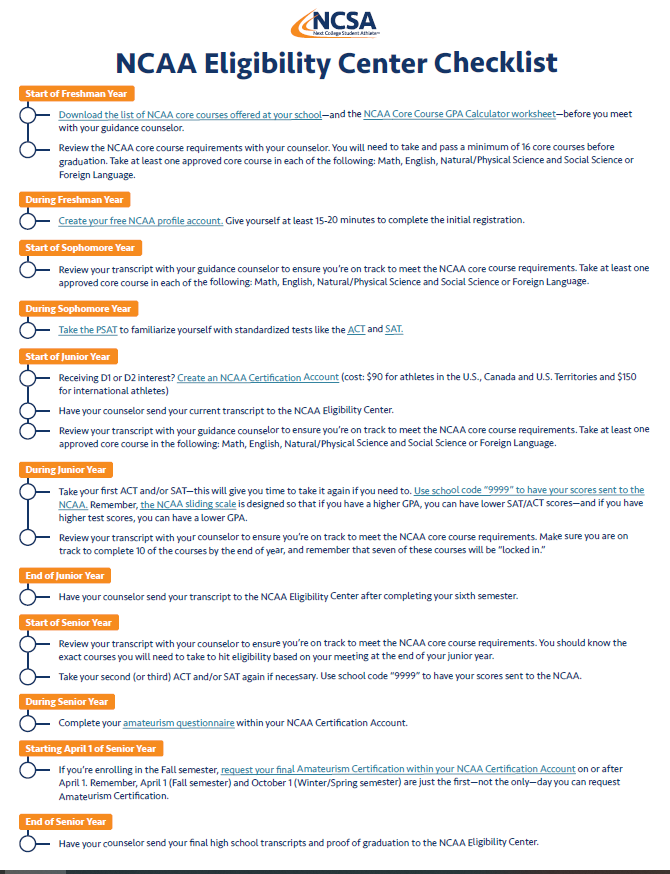 NCSA
Next College Student Athlete
NCAA Eligibility Center Checklist
Start of Freshman Year
Download the list of NCAA core courses offered at your school—and the NCAA Core Course GPA Calculator worksheet—before you meet
with your guidance counselor.
Review the NCAA core course requirements with your counselor. You will need to take and pass a minimum of 16 core courses before
graduation. Take at least one approved core course in each of the following: Math, English, Natural/Physical Science and Social Science or
Foreign Language.
During Freshman Year
Create your free NCAA profile account. Give yourself at least 15-20 minutes to complete the initial registration.
Start of Sophomore Year
Review your transcript with your guidance counselor to ensure you're on track to meet the NCAA core course requirements. Take at least one
approved core course in each of the following: Math, English, Natural/Physical Science and Social Science or Foreign Language.
During Sophomore Year
Take the PSAT to familiarize yourself with standardized tests like the ACT and SAT.
Start of Junior Year
Receiving D1 or D2 interest? Create an NCAA Certification Account (cost: $90 for athletes in the U.S., Canada and U.S. Territories and $150
for international athletes)
Have your counselor send your current transcript to the NCAA Eligibility Center.
Review your transcript with your guidance counselor to ensure you're on track to meet the NCAA core course requirements. Take at least one
approved core course in the following: Math, English, Natural/Physical Science and Social Science or Foreign Language.
During Junior Year
Take your first ACT and/or SAT—this will give you time to take it again if you need to. Use school code "9999" to have your scores sent to the
NCAA. Remember, the NCAA sliding scale is designed so that if you have a higher GPA, you can have lower SAT/ACT scores—and if you have
higher test scores, you can have a lower GPA.
Review your transcript with your counselor to ensure you're on track to meet the NCAA core course requirements. Make sure you are on
track to complete 10 of the courses by the end of year, and remember that seven of these courses will be "locked in."
End of Junior Year
Have your counselor send your transcript to the NCAA Eligibility Center after completing your sixth semester.
Start of Senior Year
Review your transcript with your counselor to ensure you're on track to meet the NCAA core course requirements. You should know the
exact courses you will need to take to hit eligibility based on your meeting at the end of your junior year.
Take your second (or third) ACT and/or SAT again if necessary. Use school code "9999" to have your scores sent to the NCAA.
During Senior Year
Complete your amateurism questionnaire within your NCAA Certification Account.
Starting April 1 of Senior Year
If you're enrolling in the Fall semester, request your final Amateurism Certification within your NCAA Certification Account on or after
April 1. Remember, April 1 (Fall semester) and October 1 (Winter/Spring semester) are just the first—not the only—day you can request
Amateurism Certification.
End of Senior Year
Have your counselor send your final high school transcripts and proof of graduation to the NCAA Eligibility Center.